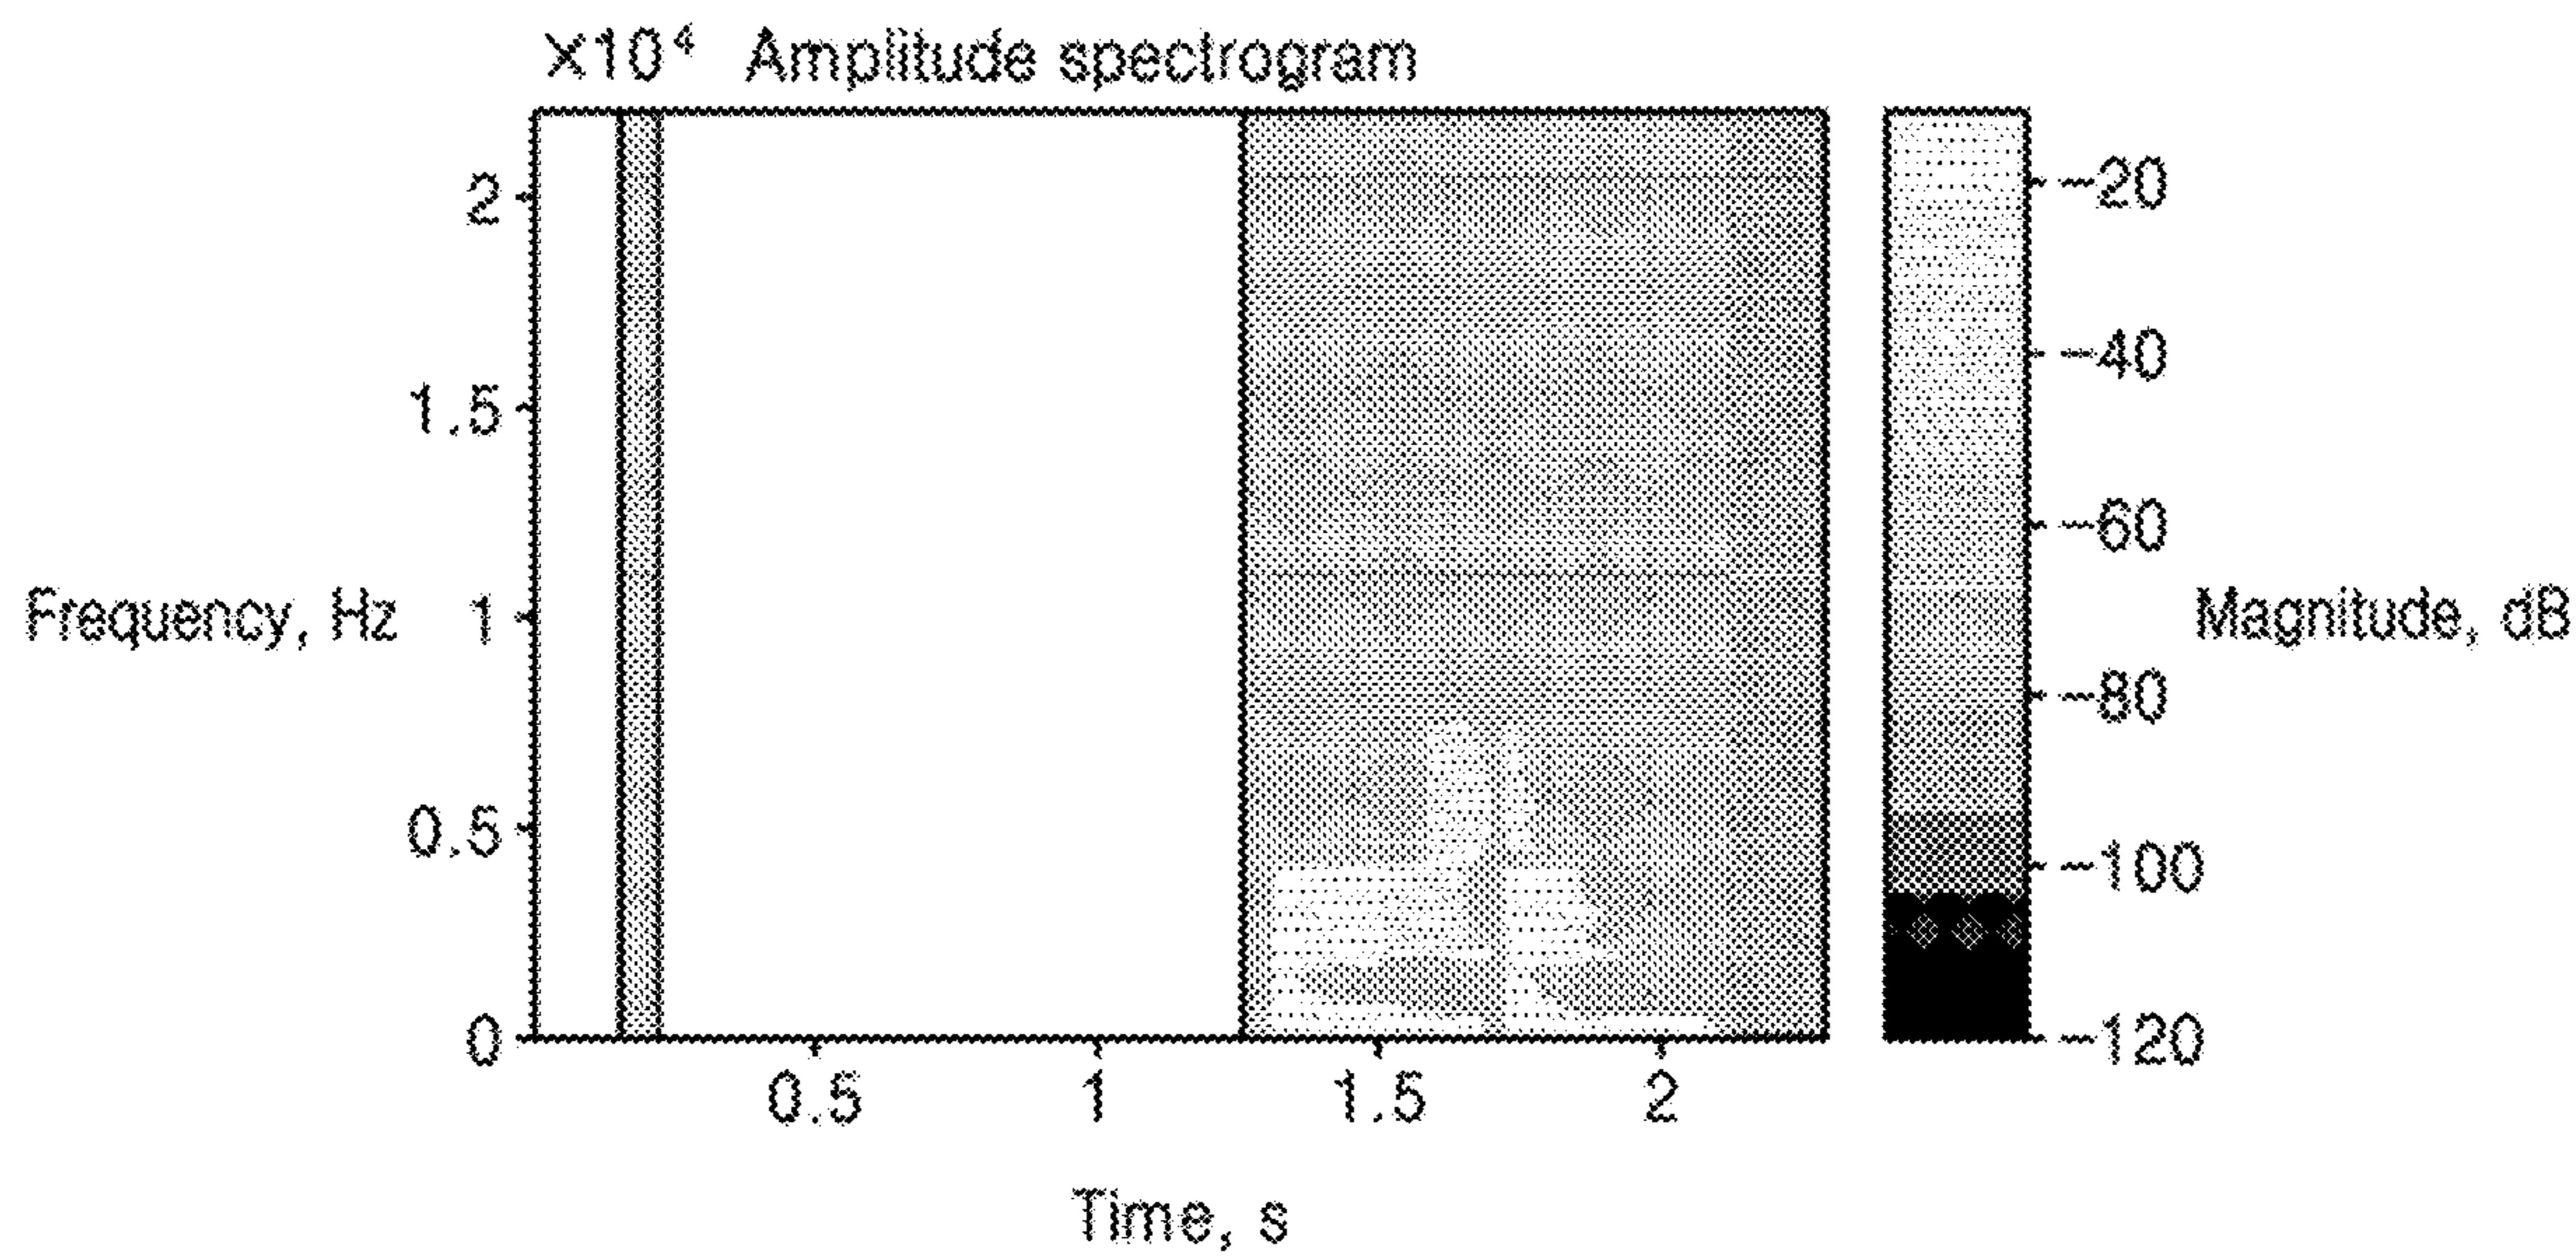 ×10⁴ Amplitude spectrogram
2
1.5
Frequency, Hz
1
0.5
0
0.5 1 1.5 2
Time, s
-20
-40
-60
Magnitude, dB
-80
-100
-120